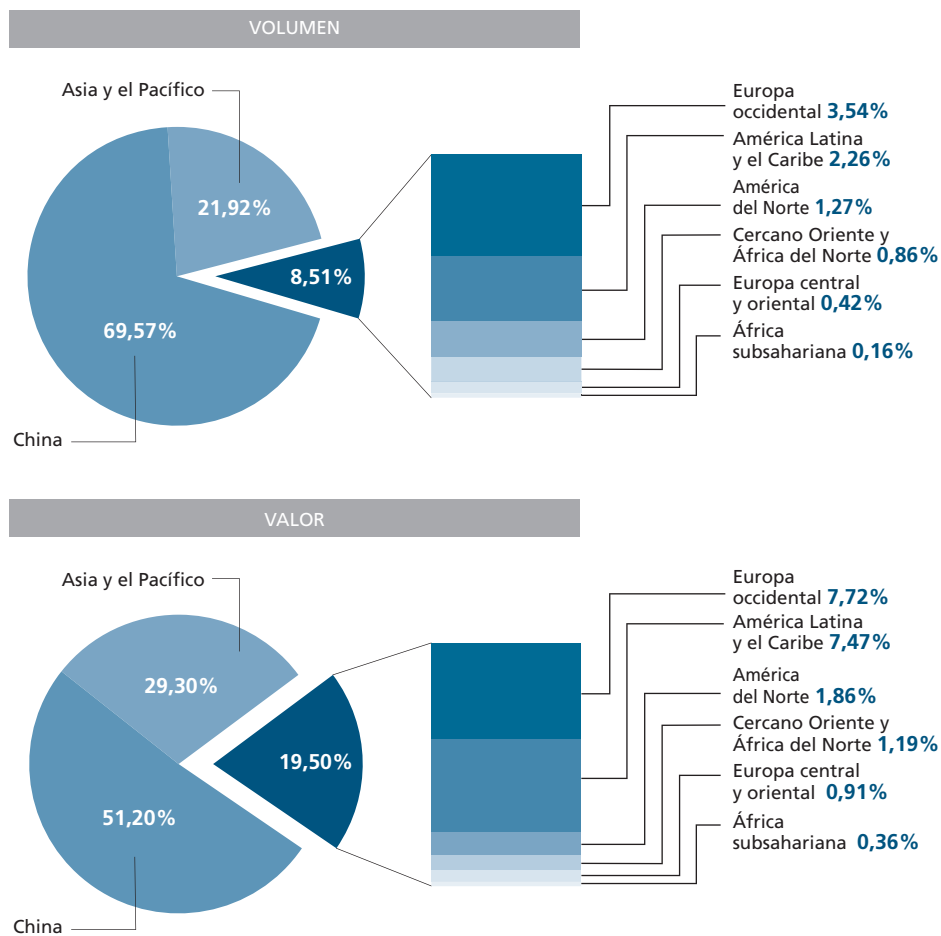 VOLUMEN
Asia y el Pacífico
21,92%
8,51%
69,57%
China
Europa
occidental 3,54%
América Latina
y el Caribe 2,26%
América
del Norte 1,27%
Cercano Oriente y
África del Norte 0,86%
Europa central
y oriental 0,42%
África
subsahariana 0,16%
VALOR
Asia y el Pacífico
29,30%
19,50%
51,20%
China
Europa
occidental 7,72%
América Latina
y el Caribe 7,47%
América
del Norte 1,86%
Cercano Oriente y
África del Norte 1,19%
Europa central
y oriental 0,91%
África
subsahariana 0,36%